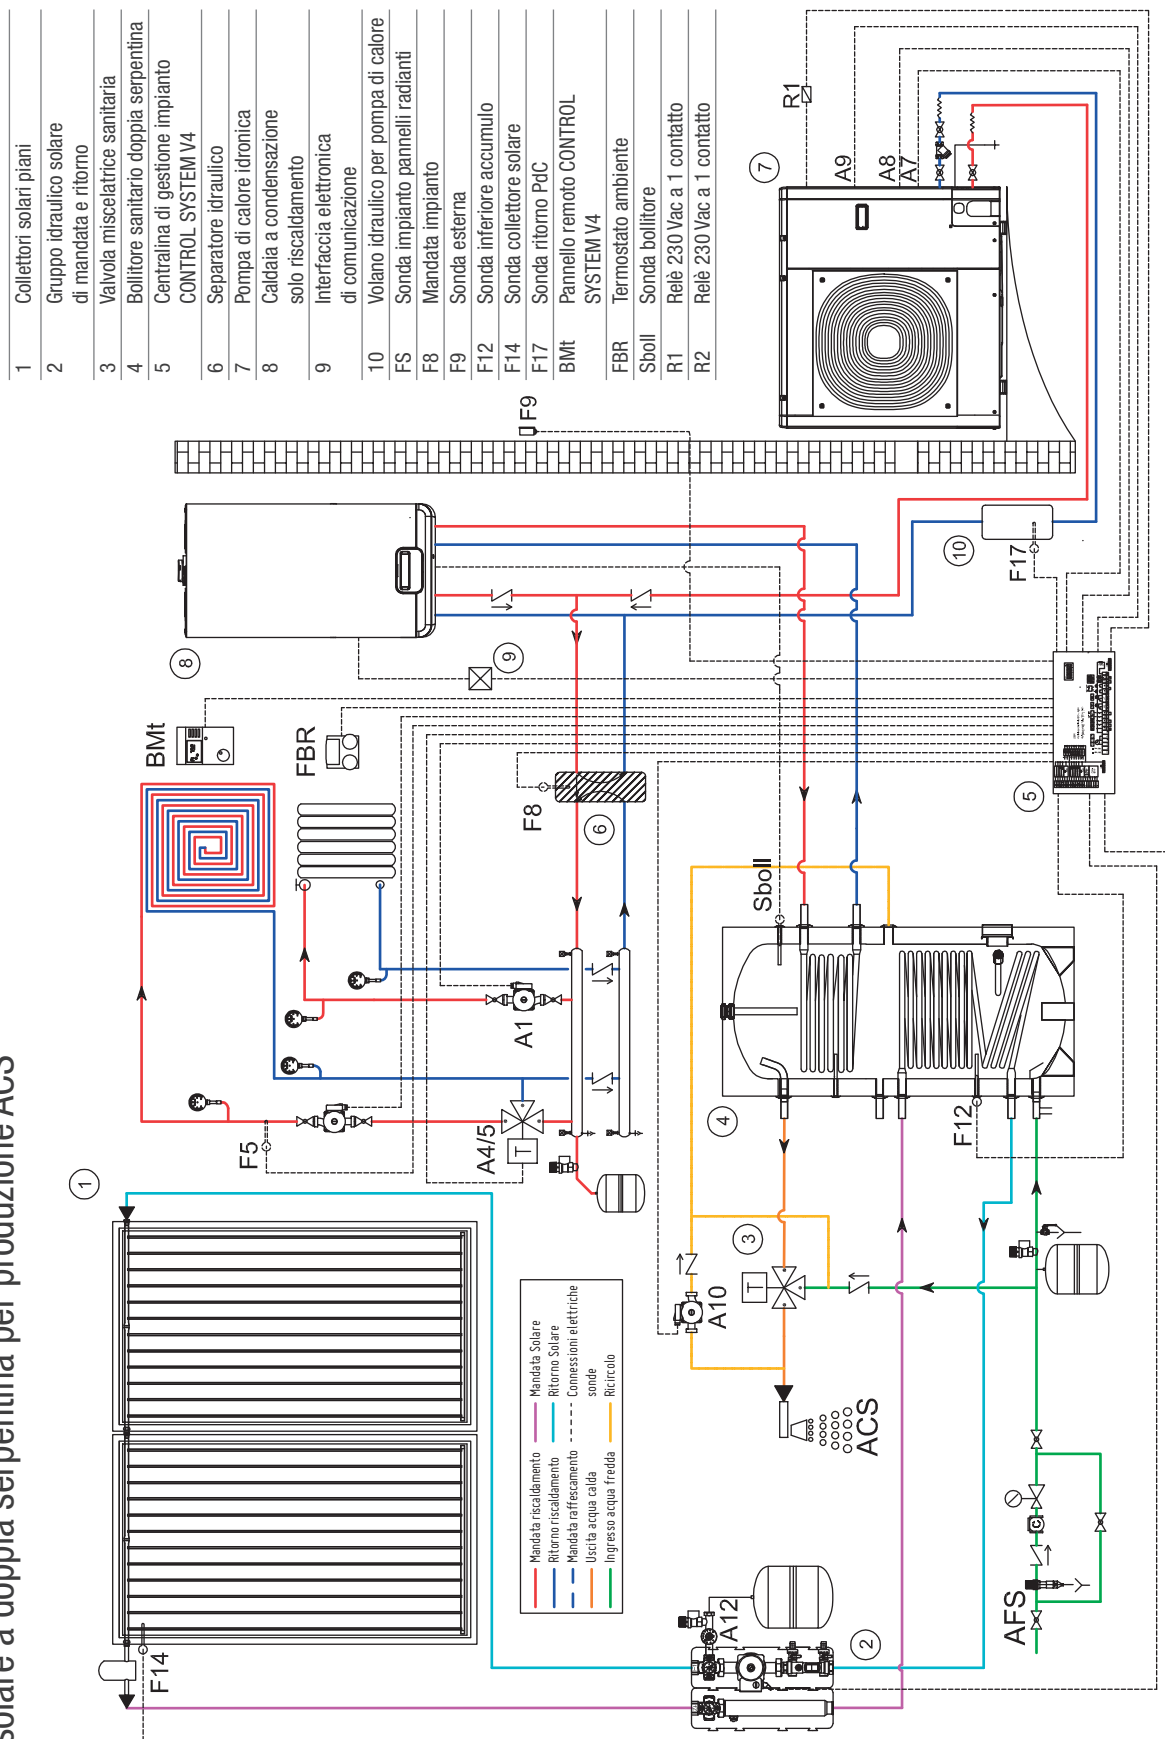 solare a doppia serpentina per produzione ACS
1 Collettori solari piani
2 Gruppo idraulico solare
di mandata e ritorno
3 Valvola miscelatrice sanitaria
4 Bollitore sanitario doppia serpentina
5 Centralina di gestione impianto
CONTROL SYSTEM V4
6 Separatore idraulico
7 Pompa di calore idronica
8 Caldaia a condensazione
solo riscaldamento
9 Interfaccia elettronica
di comunicazione
10 Volano idraulico per pompa di calore
FS Sonda impianto pannelli radianti
F8 Mandata impianto
F9 Sonda esterna
F12 Sonda inferiore accumulo
F14 Sonda collettore solare
F17 Sonda ritorno PdC
BMt Pannello remoto CONTROL
SYSTEM V4
FBR Termostato ambiente
Sboll Sonda bollitore
R1 Relè 230 Vac a 1 contatto
R2 Relè 230 Vac a 1 contatto
1
F14
F5
A4/5
T
A1
BMt
FBR
F8
6
8
9
F9
7
R1
A9
A8
A7
10
F17
5
Sboll
4
F12
3
T
A10
ACS
A12
2
AFS
C
Mandata riscaldamento
Ritorno riscaldamento
Mandata raffescamento
Uscita acqua calda
Ingresso acqua fredda
Mandata Solare
Ritorno Solare
Connessioni elettriche
sonde
Ricircolo